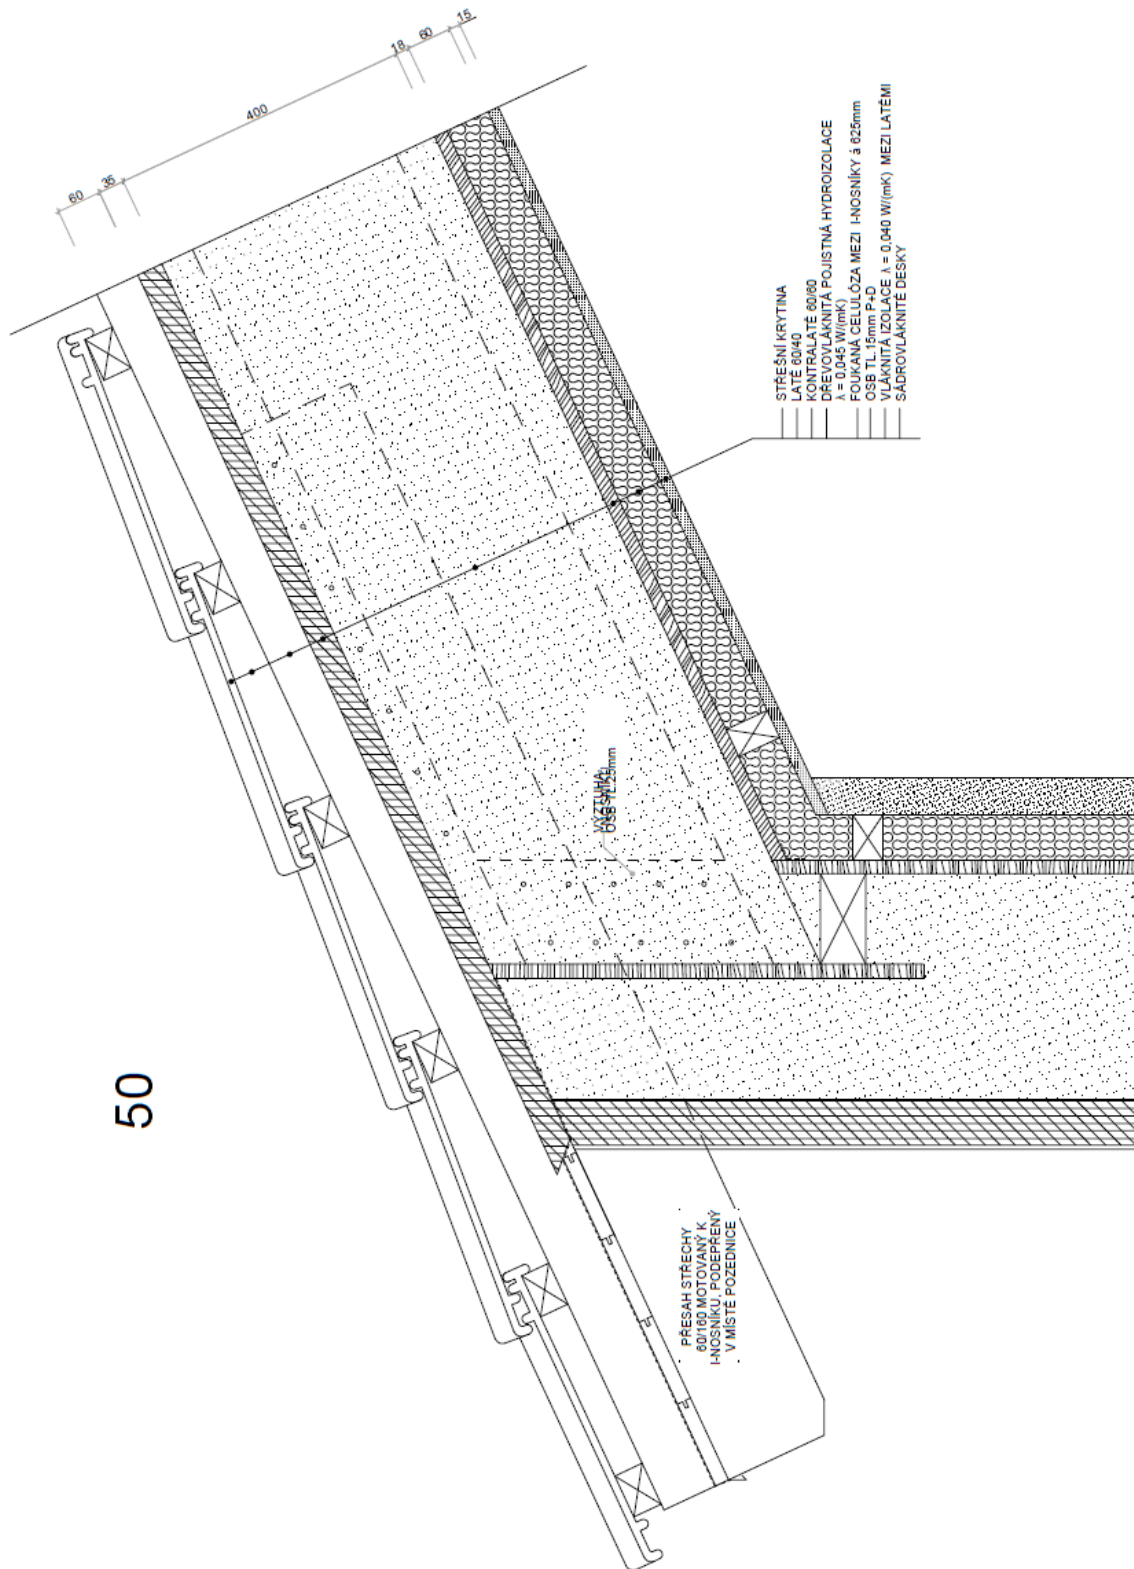 60
35
400
18
60
15
STŘEŠNÍ KRYTINA
LATĚ 60/40
KONTRALATĚ 60/60
DŘEVOVLÁKNITÁ POJISTNÁ HYDROIZOLACE
λ = 0,045 W/(mK)
FOUKANÁ CELULÓZA MEZI I-NOSNÍKY á 625mm
OSB TL.15mm P+D
VLÁKNITÁ IZOLACE λ = 0,040 W/(mK) MEZI LATĚMI
SÁDROVLÁKNITÉ DESKY
OSB 25mm
PŘESAH STŘECHY
60/160 MOTOVANÝ K
I-NOSNÍKU, PODEPŘENÝ
V MÍSTĚ POZEDNICE
50